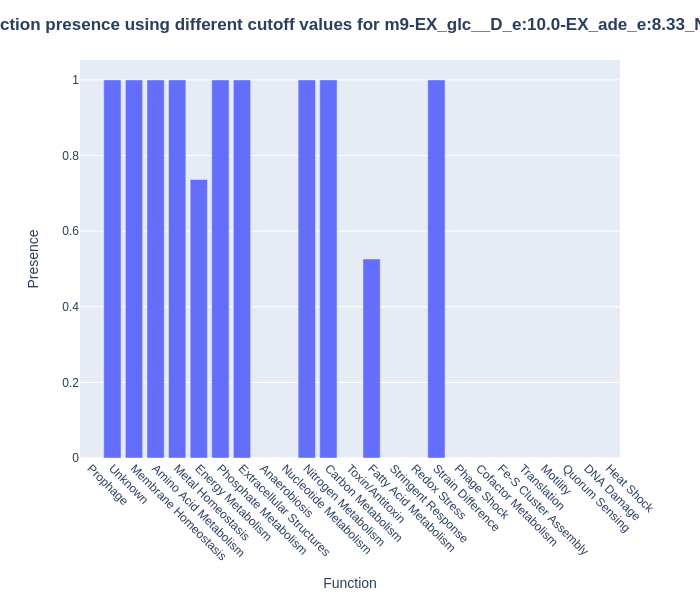 ction presence using different cutoff values for m9-EX_glc__D_e:10.0-EX_ade_e:8.33_
Presence
1
0.8
0.6
0.4
0.2
0
Prophage
Unknown
Membrane Homeostasis
Amino Acid Metabolism
Metal Homeostasis
Energy Metabolism
Phosphate Metabolism
Extracellular Structures
Anaerobiosis
Nucleotide Metabolism
Nitrogen Metabolism
Carbon Metabolism
Toxin/Antitoxin
Fatty Acid Metabolism
Stringent Response
Redox Stress
Strain Difference
Phage Shock
Cofactor Metabolism
Fe-S Cluster Assembly
Translation
Motility
Quorum Sensing
DNA Damage
Heat Shock
Function